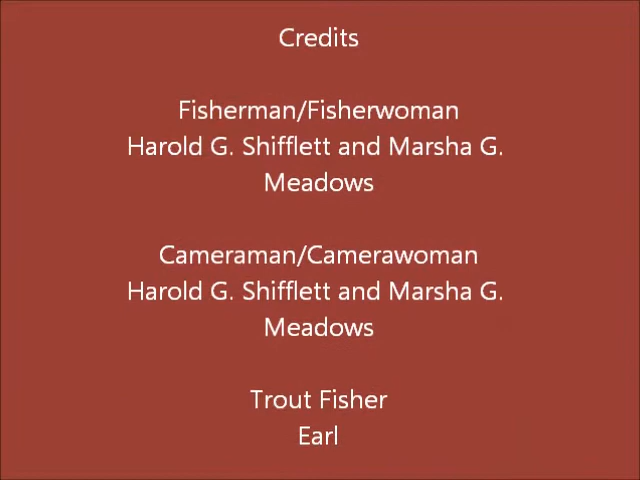 Credits
Fisherman/Fisherwoman
Harold G. Shifflett and Marsha G.
Meadows
Cameraman/Camerawoman
Harold G. Shifflett and Marsha G.
Meadows
Trout Fisher
Earl